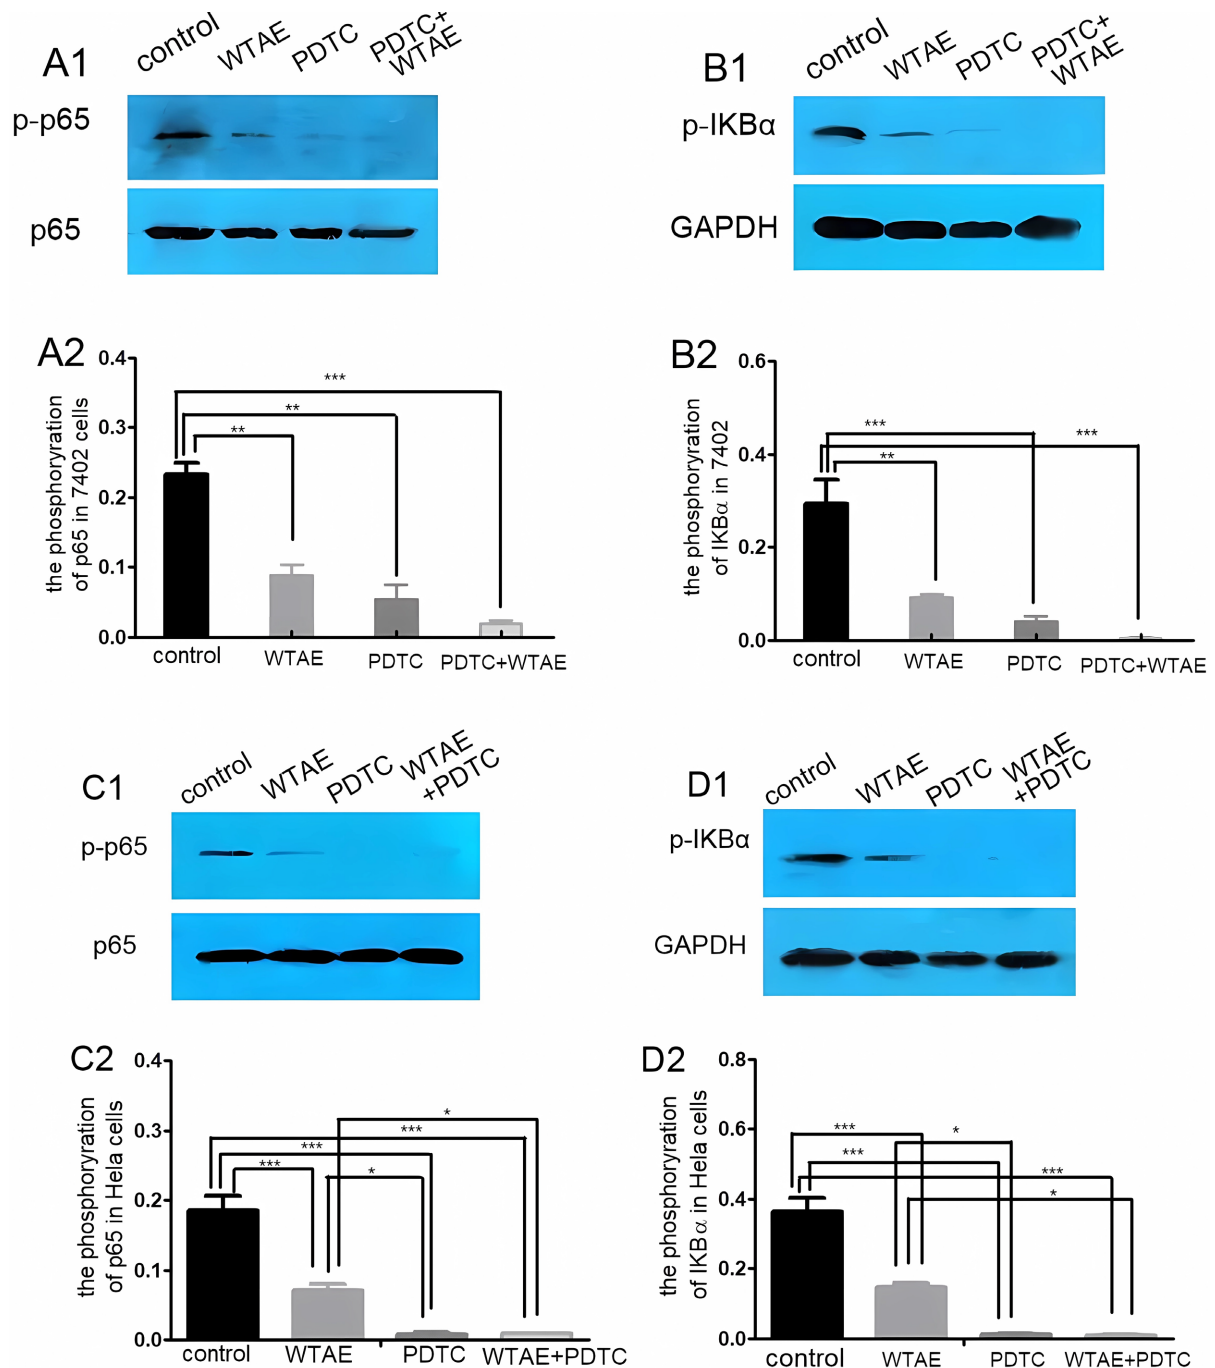 A1
control
WTAE
PDTC
PDTC+
WTAE
p-p65
p65
B1
control
WTAE
PDTC
PDTC+
WTAE
p-IKBα
GAPDH
A2
the phosphoryration
of p65 in 7402 cells
0.4
0.3
0.2
0.1
0.0
***
**
**
control
WTAE
PDTC
PDTC+WTAE
B2
the phosphoryration
of IKBα in 7402
0.6
0.4
0.2
0.0
***
***
**
control
WTAE
PDTC
PDTC+WTAE
C1
control
WTAE
PDTC
WTAE
+PDTC
p-p65
p65
D1
control
WTAE
PDTC
WTAE
+PDTC
p-IKBα
GAPDH
C2
the phosphoryration
of p65 in Hela cells
0.4
0.3
0.2
0.1
0.0
*
***
***
***
*
control
WTAE
PDTC
WTAE+PDTC
D2
the phosphoryration
of IKBα in Hela cells
0.8
0.6
0.4
0.2
0.0
***
*
***
***
*
control
WTAE
PDTC
WTAE+PDTC